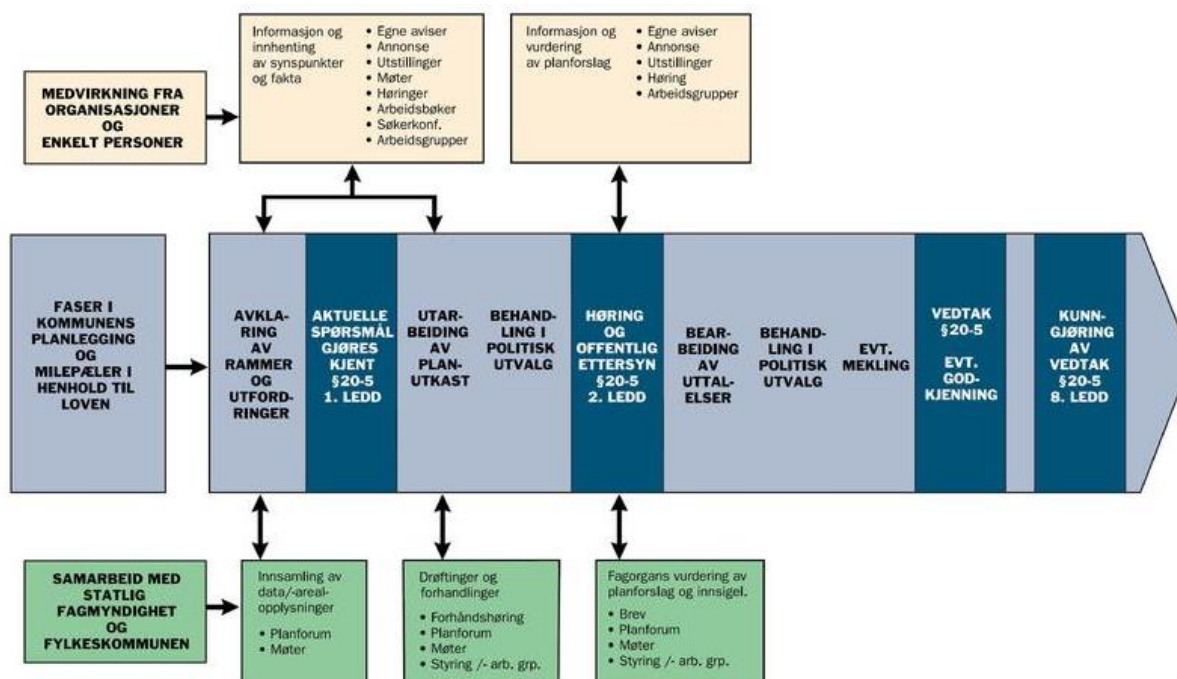 Informasjon og
innhenting
av synspunkter
og fakta
• Egne aviser
• Annonse
• Utstillinger
• Møter
• Høringer
• Arbeidsbøker
• Søkerkonf.
• Arbeidsgrupper
Informasjon og
vurdering
av planforslag
• Egne aviser
• Annonse
• Utstillinger
• Høring
• Arbeidsgrupper
MEDVIRKNING FRA
ORGANISASJONER
OG
ENKELT PERSONER
FASER I
KOMMUNENS
PLANLEGGING
OG
MILEPÆLER I
HENHOLD TIL
LOVEN
AVKLA-
RING
AV
RAMMER
OG
UTFORD-
RINGER
AKTUELLE
SPØRSMÅL
GJØRES
KJENT
§20-5
1. LEDD
UTAR-
BEIDING
AV
PLAN-
UTKAST
BEHAND-
LING I
POLITISK
UTVALG
HØRING
OG
OFFENTLIG
ETTERSYN
§20-5
2. LEDD
BEAR-
BEIDING
AV
UTTAL-
ELSER
BEHAND-
LING I
POLITISK
UTVALG
EVT.
MEKLING
VEDTAK
§20-5
EVT.
GOD-
KJENNING
KUNN-
GJØRING
AV
VEDTAK
§20-5
8. LEDD
SAMARBEID MED
STATLIG
FAGMYNDIGHET
OG
FYLKESKOMMUNEN
Innsamling av
data/-areal-
opplysninger
• Planforum
• Møter
Drøftinger og
forhandlinger
• Forhåndshøring
• Planforum
• Møter
• Styring /- arb. grp.
Fagorgans vurdering av
planforslag og innsigel.
• Brev
• Planforum
• Møter
• Styring /- arb. grp.